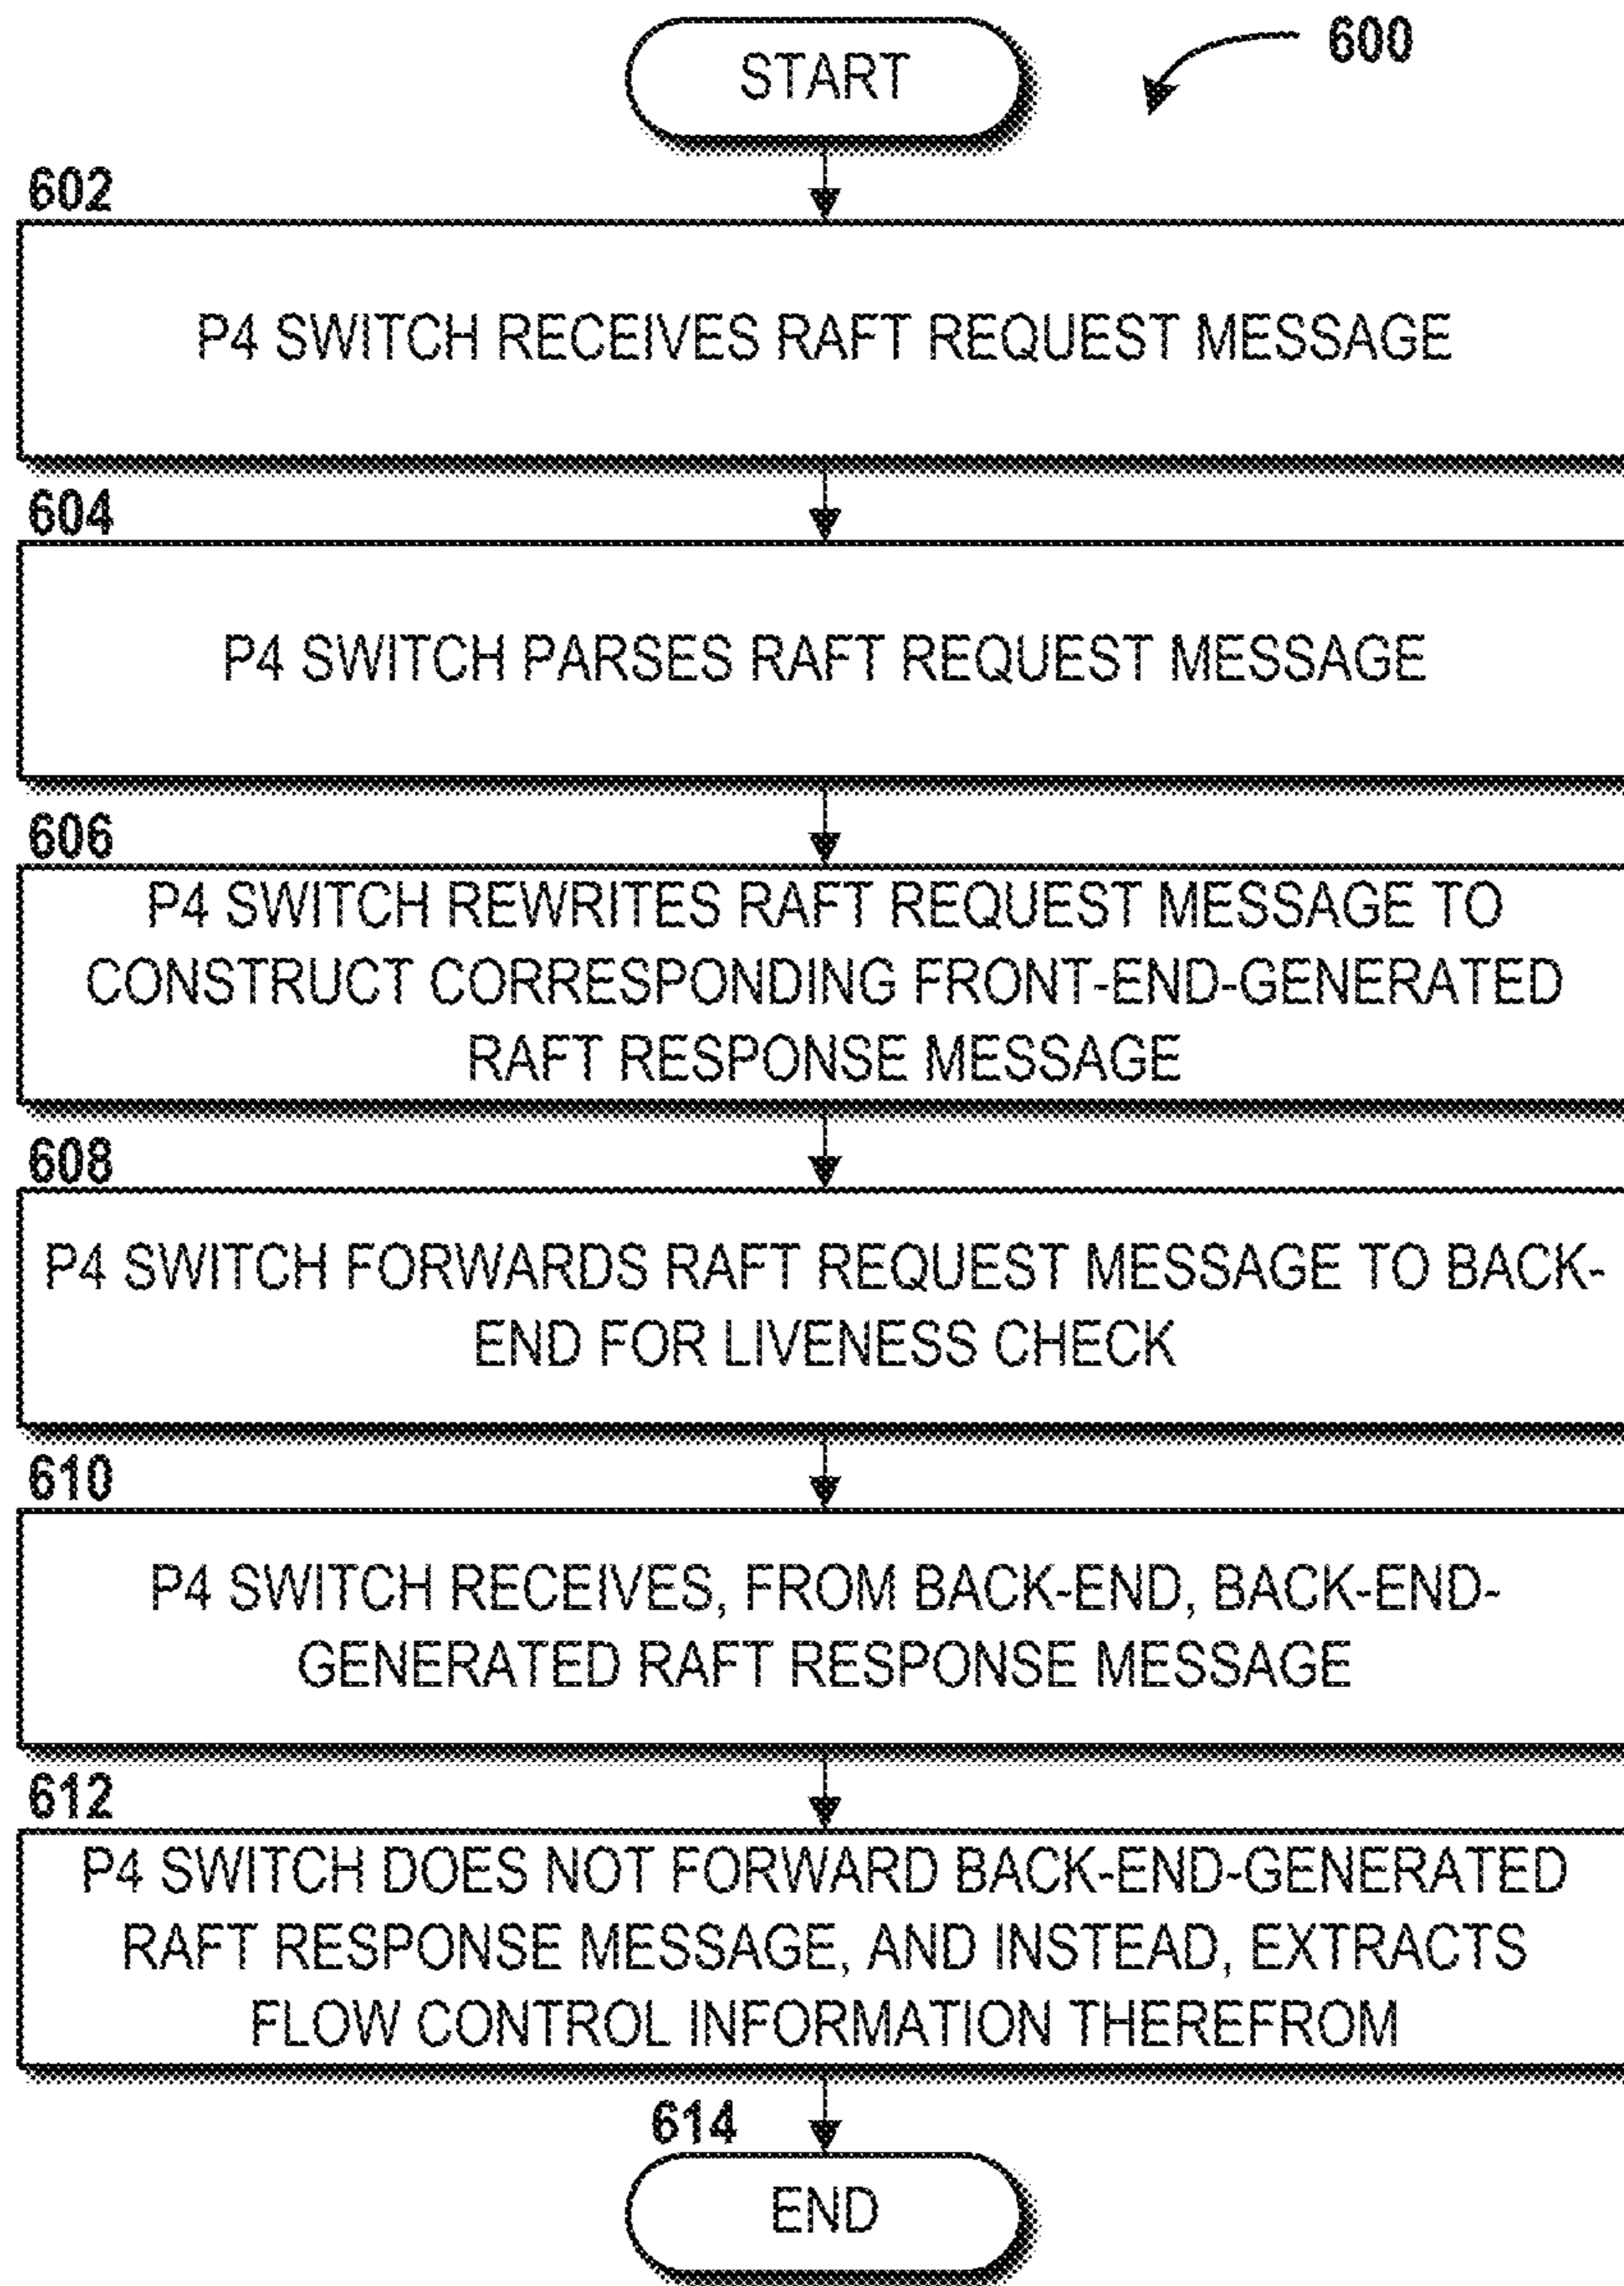 START
600
602
P4 SWITCH RECEIVES RAFT REQUEST MESSAGE
604
P4 SWITCH PARSES RAFT REQUEST MESSAGE
606
P4 SWITCH REWRITES RAFT REQUEST MESSAGE TO
CONSTRUCT CORRESPONDING FRONT-END-GENERATED
RAFT RESPONSE MESSAGE
608
P4 SWITCH FORWARDS RAFT REQUEST MESSAGE TO BACK-
END FOR LIVENESS CHECK
610
P4 SWITCH RECEIVES, FROM BACK-END, BACK-END-
GENERATED RAFT RESPONSE MESSAGE
612
P4 SWITCH DOES NOT FORWARD BACK-END-GENERATED
RAFT RESPONSE MESSAGE, AND INSTEAD, EXTRACTS
FLOW CONTROL INFORMATION THEREFROM
614
END